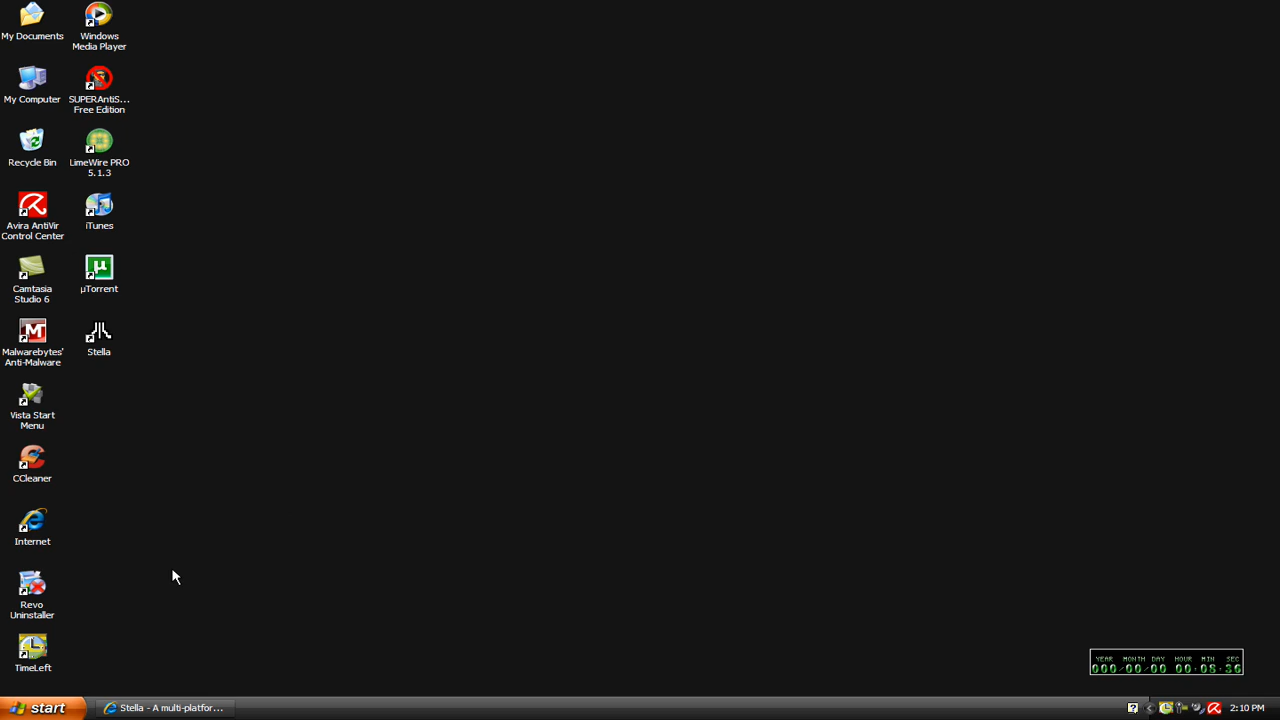 My Documents
Windows
Media Player
My Computer
SUPERAntiS...
Free Edition
Recycle Bin
LimeWire PRO
5.1.3
Avira AntiVir
Control Center
iTunes
Camtasia
Studio 6
µTorrent
Malwarebytes'
Anti-Malware
Stella
Vista Start
Menu
CCleaner
Internet
Revo
Uninstaller
TimeLeft
YEAR MONTH DAY HOUR MIN SEC
000/00/00 00:08:36
start
Stella - A multi-platfor...
2:10 PM